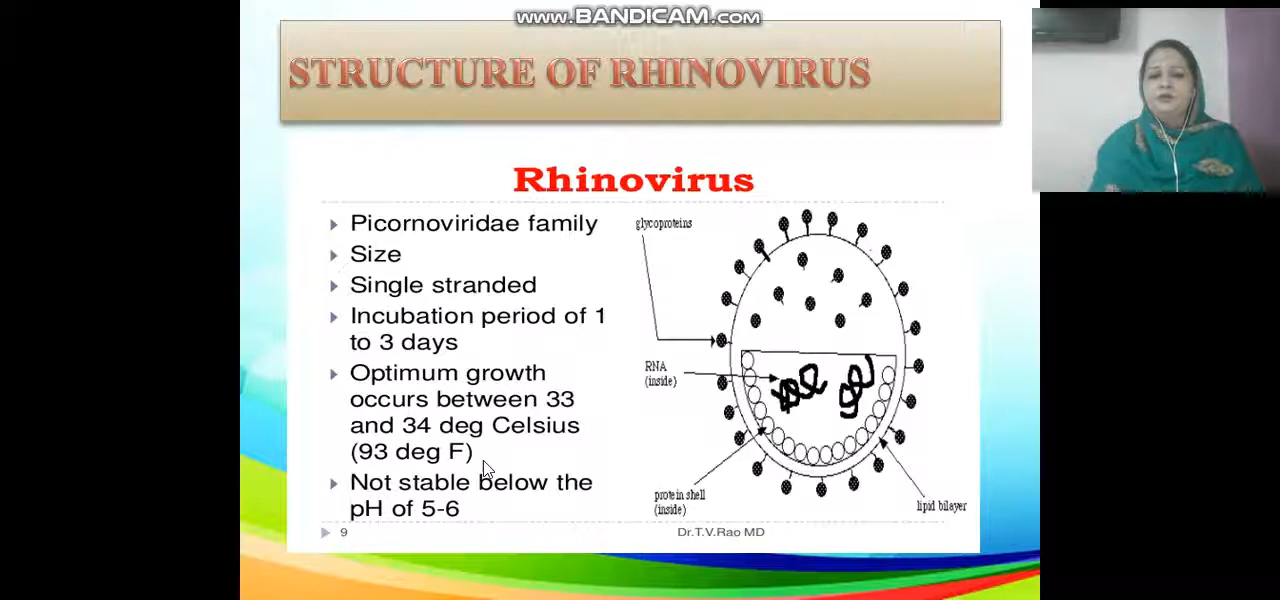 WWW.BANDICAM.COM
STRUCTURE OF RHINOVIRUS
Rhinovirus
Picornoviridae family
Size
Single stranded
Incubation period of 1
to 3 days
Optimum growth
occurs between 33
and 34 deg Celsius
(93 deg F)
Not stable below the
pH of 5-6
glycoproteins
RNA
(inside)
protein shell
(inside)
lipid bilayer
9
Dr.T.V.Rao MD